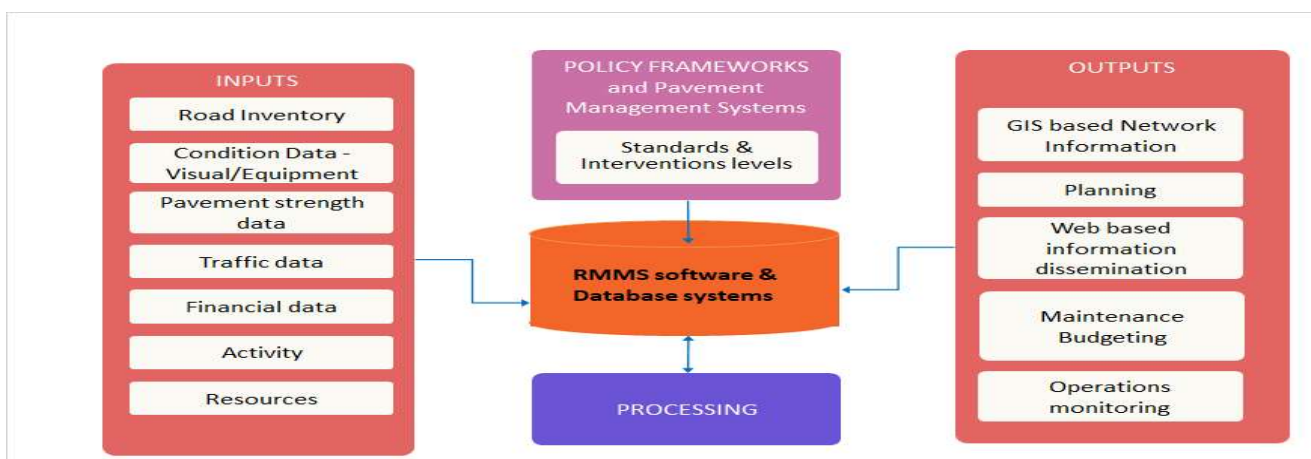 INPUTS
Road Inventory
Condition Data -
Visual/Equipment
Pavement strength
data
Traffic data
Financial data
Activity
Resources
POLICY FRAMEWORKS
and Pavement
Management Systems
Standards &
Interventions levels
RMMS software &
Database systems
PROCESSING
OUTPUTS
GIS based Network
Information
Planning
Web based
information
dissemination
Maintenance
Budgeting
Operations
monitoring